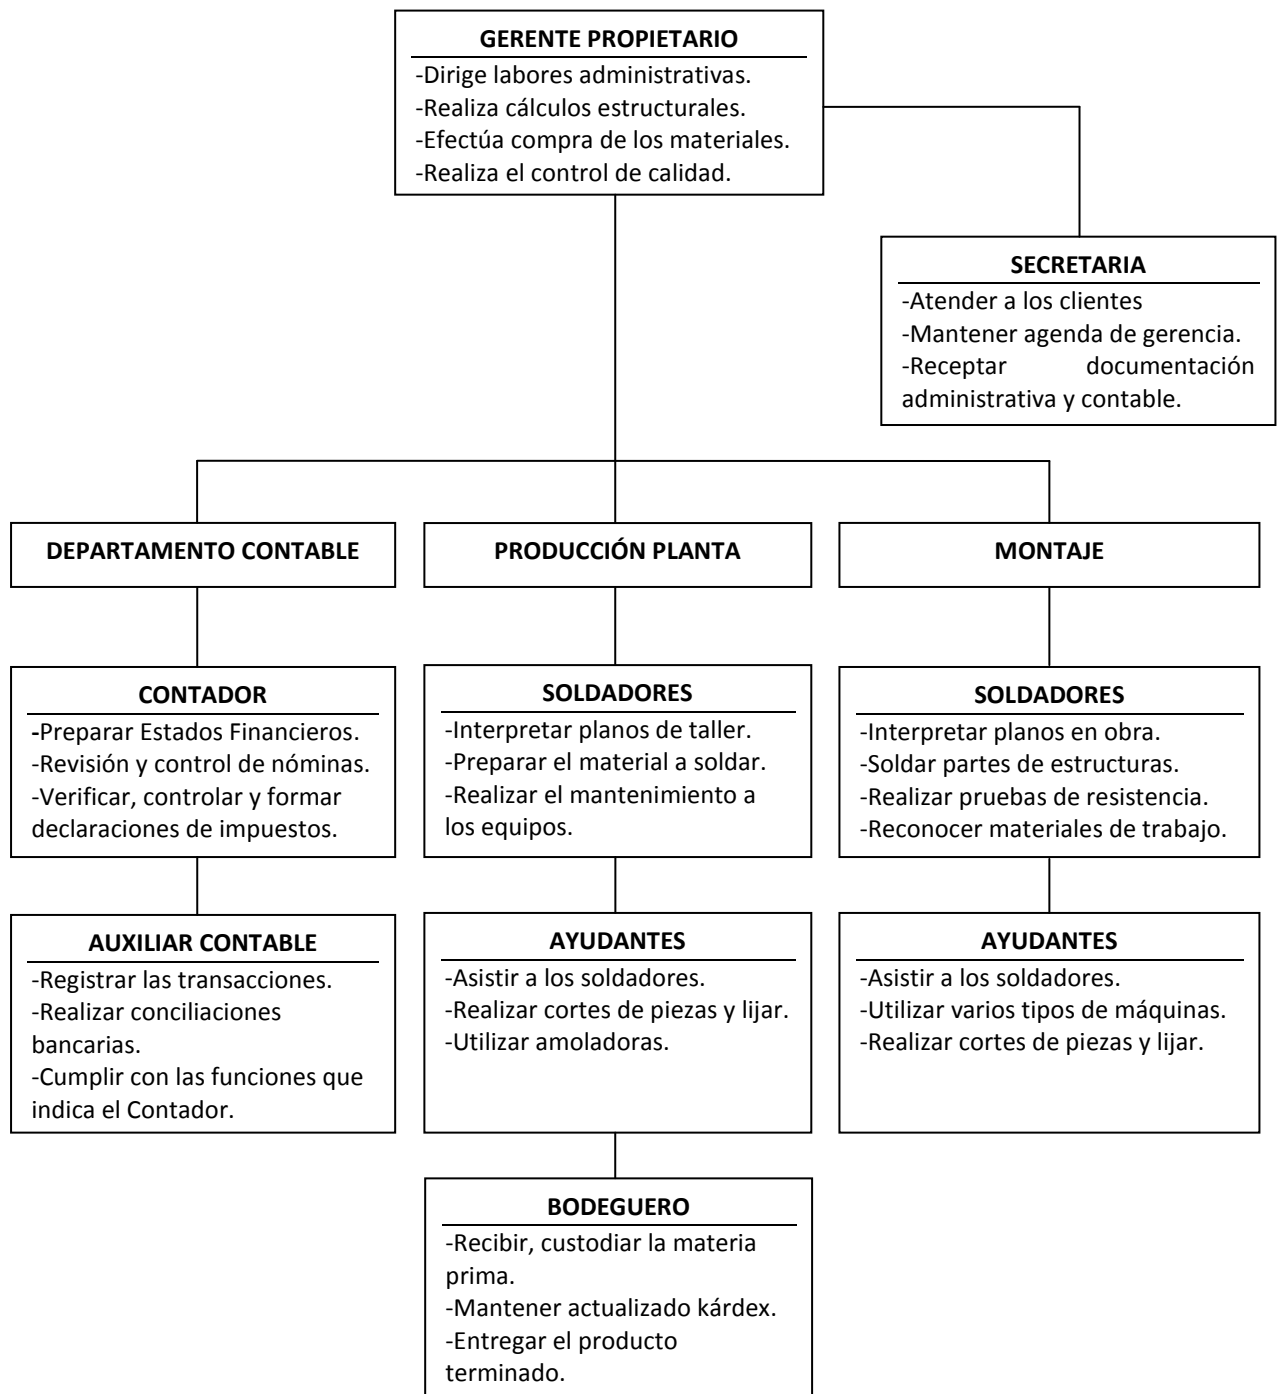 GERENTE PROPIETARIO
-Dirige labores administrativas.
-Realiza cálculos estructurales.
-Efectúa compra de los materiales.
-Realiza el control de calidad.
SECRETARIA
-Atender a los clientes
-Mantener agenda de gerencia.
-Receptar documentación
administrativa y contable.
DEPARTAMENTO CONTABLE
PRODUCCIÓN PLANTA
MONTAJE
CONTADOR
-Preparar Estados Financieros.
-Revisión y control de nóminas.
-Verificar, controlar y formar
declaraciones de impuestos.
SOLDADORES
-Interpretar planos de taller.
-Preparar el material a soldar.
-Realizar el mantenimiento a
los equipos.
SOLDADORES
-Interpretar planos en obra.
-Soldar partes de estructuras.
-Realizar pruebas de resistencia.
-Reconocer materiales de trabajo.
AUXILIAR CONTABLE
-Registrar las transacciones.
-Realizar conciliaciones
bancarias.
-Cumplir con las funciones que
indica el Contador.
AYUDANTES
-Asistir a los soldadores.
-Realizar cortes de piezas y lijar.
-Utilizar amoladoras.
AYUDANTES
-Asistir a los soldadores.
-Utilizar varios tipos de máquinas.
-Realizar cortes de piezas y lijar.
BODEGUERO
-Recibir, custodiar la materia
prima.
-Mantener actualizado kárdex.
-Entregar el producto
terminado.